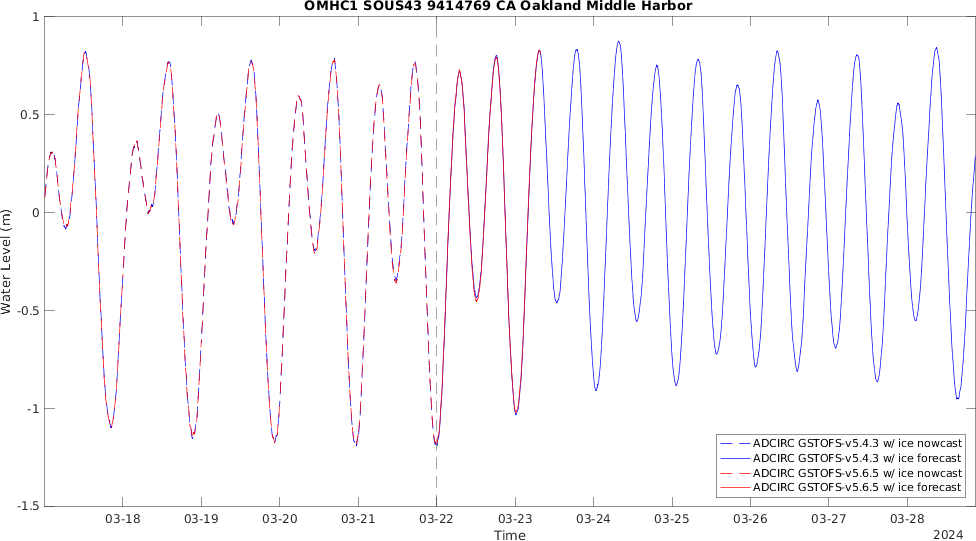 OMHC1 SOUS43 9414769 CA Oakland Middle Harbor
1
0.5
0
-0.5
-1
-1.5
Water Level (m)
ADCIRC GSTOFS-v5.4.3 w/ ice nowcast
ADCIRC GSTOFS-v5.4.3 w/ ice forecast
ADCIRC GSTOFS-v5.6.5 w/ ice nowcast
ADCIRC GSTOFS-v5.6.5 w/ ice forecast
03-18 03-19 03-20 03-21 03-22 03-23 03-24 03-25 03-26 03-27 03-28
Time
2024